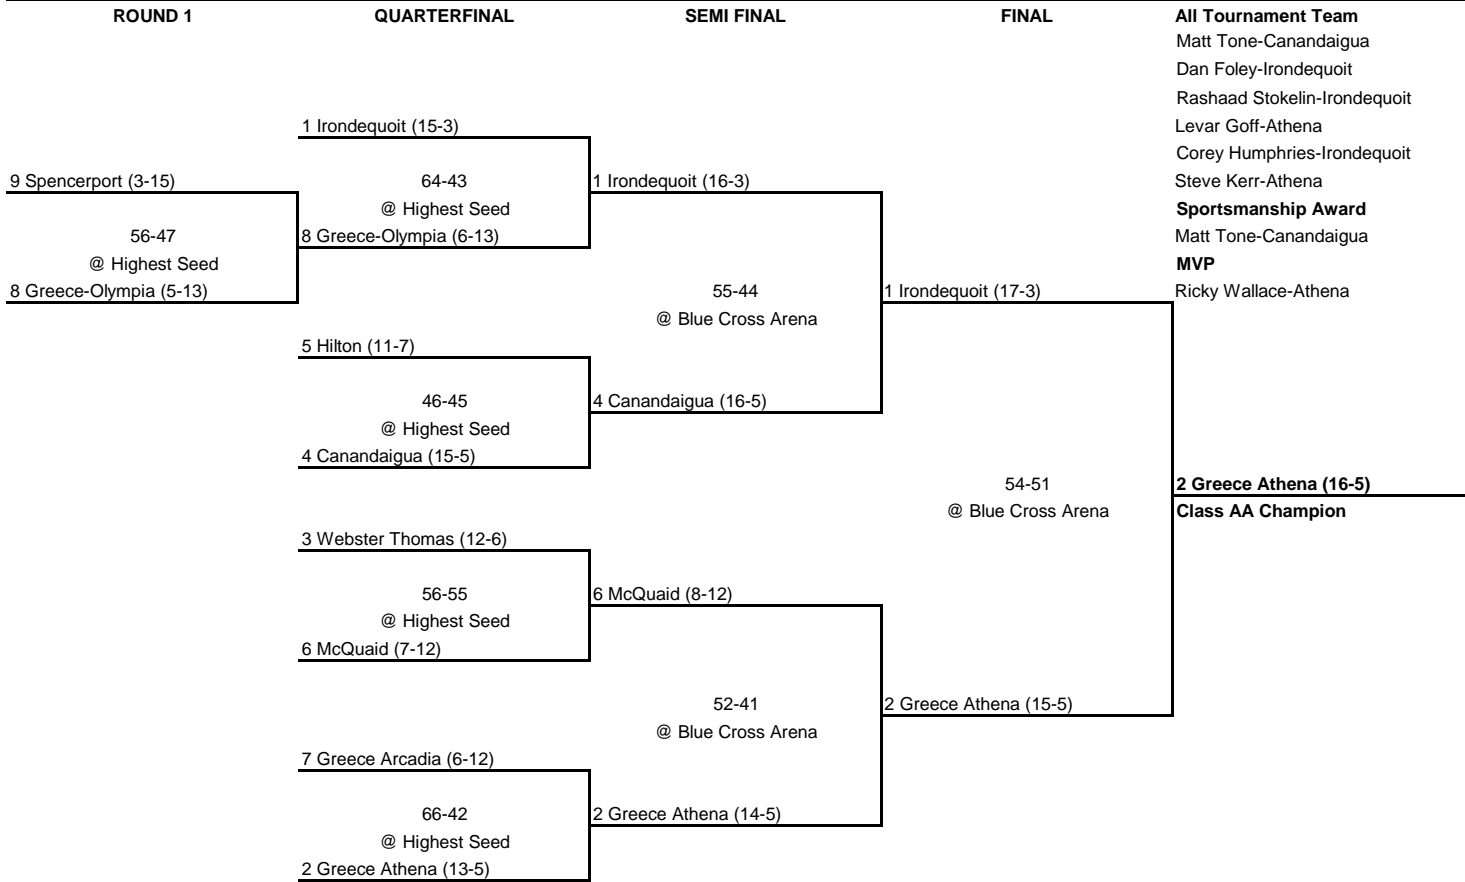 ROUND 1
QUARTERFINAL
SEMI FINAL
FINAL
All Tournament Team
Matt Tone-Canandaigua
Dan Foley-Irondequoit
Rashaad Stokelin-Irondequoit
Levar Goff-Athena
Corey Humphries-Irondequoit
Steve Kerr-Athena
Sportsmanship Award
Matt Tone-Canandaigua
MVP
Ricky Wallace-Athena
9 Spencerport (3-15)
56-47
@ Highest Seed
8 Greece-Olympia (5-13)
1 Irondequoit (15-3)
64-43
@ Highest Seed
8 Greece-Olympia (6-13)
5 Hilton (11-7)
46-45
@ Highest Seed
4 Canandaigua (15-5)
3 Webster Thomas (12-6)
56-55
@ Highest Seed
6 McQuaid (7-12)
7 Greece Arcadia (6-12)
66-42
@ Highest Seed
2 Greece Athena (13-5)
1 Irondequoit (16-3)
55-44
@ Blue Cross Arena
4 Canandaigua (16-5)
6 McQuaid (8-12)
52-41
@ Blue Cross Arena
2 Greece Athena (14-5)
1 Irondequoit (17-3)
54-51
@ Blue Cross Arena
2 Greece Athena (15-5)
2 Greece Athena (16-5)
Class AA Champion